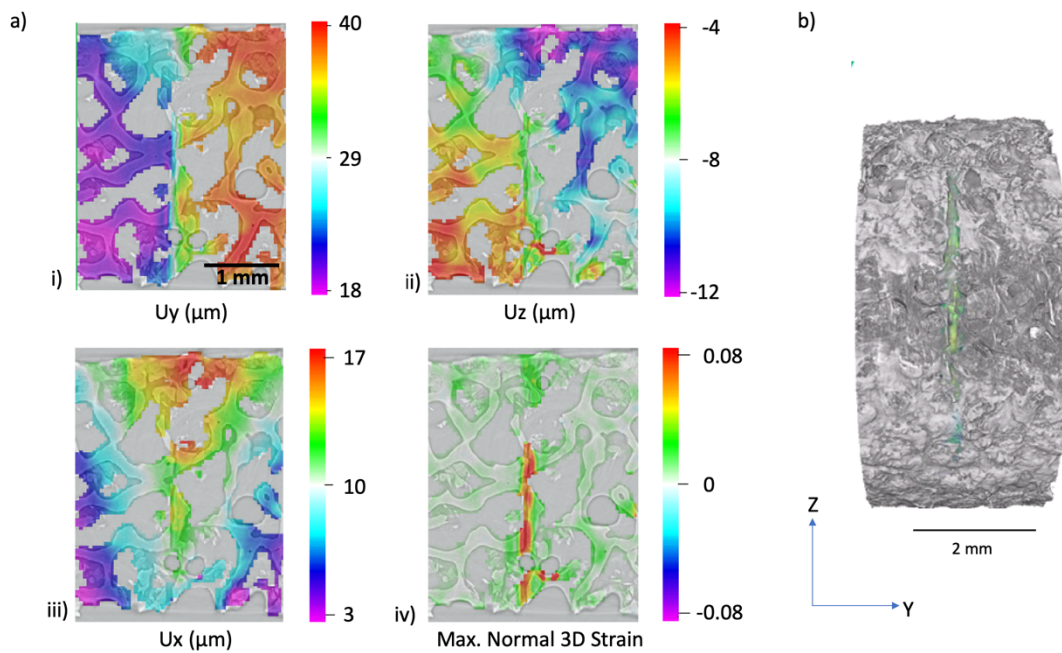 a)
b)
40
29
18
i)
1 mm
Uy (µm)
-4
-8
-12
ii)
Uz (µm)
17
10
3
iii)
Ux (µm)
0.08
0
-0.08
iv)
Max. Normal 3D Strain
Z
Y
2 mm